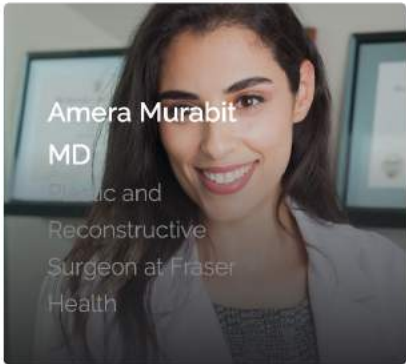 Amera Murabit
MD
Plastic and
Reconstructive
Surgeon at Fraser
Health